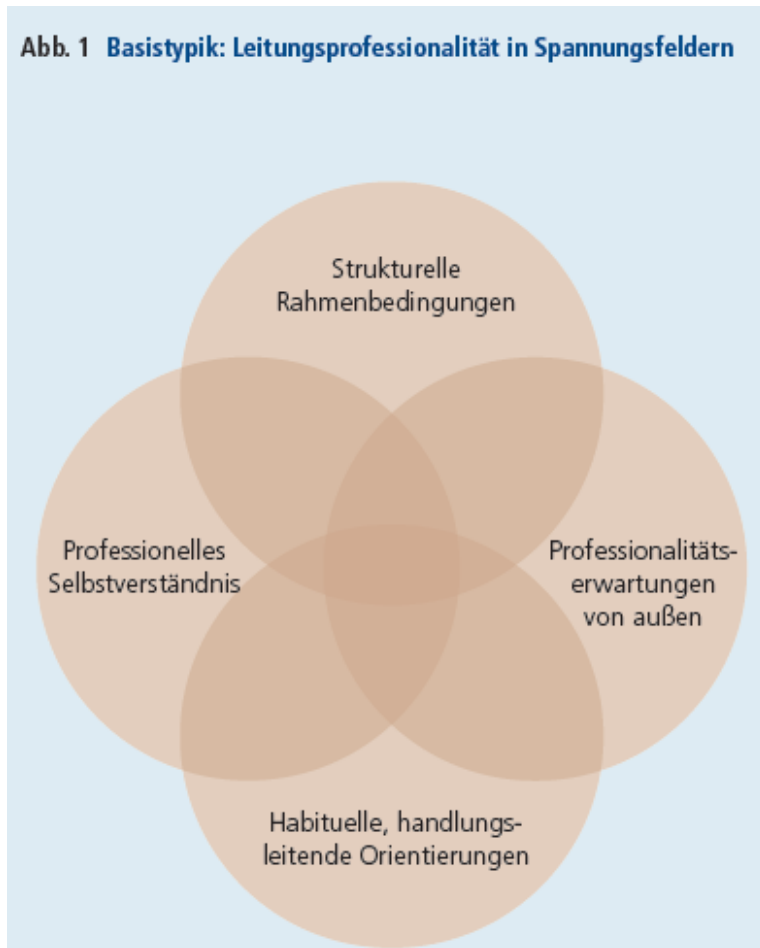 Abb. 1 Basistypik: Leitungsprofessionalität in Spannungsfeldern
Strukturelle
Rahmenbedingungen
Professionelles
Selbstverständnis
Professionalitäts-
erwartungen
von außen
Habituelle, handlungs-
leitende Orientierungen